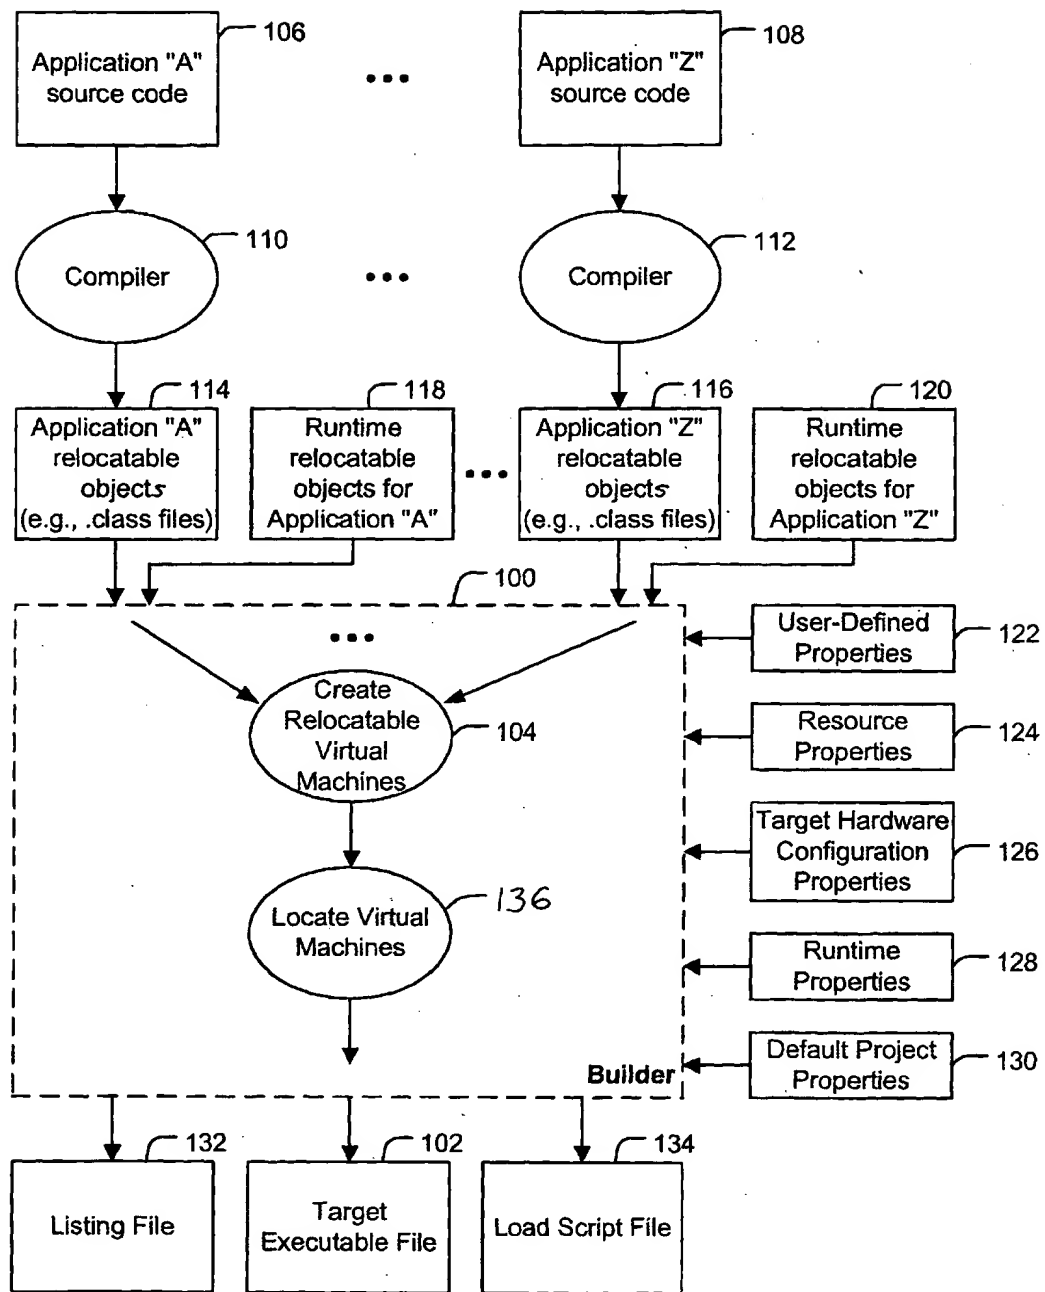 106
Application "A"
source code
108
Application "Z"
source code
110
Compiler
112
Compiler
114
Application "A"
relocatable
objects
(e.g., .class files)
118
Runtime
relocatable
objects for
Application "A"
116
Application "Z"
relocatable
objects
(e.g., .class files)
120
Runtime
relocatable
objects for
Application "Z"
100
Create
Relocatable
Virtual
Machines
104
Locate Virtual
Machines
136
Builder
User-Defined
Properties
122
Resource
Properties
124
Target Hardware
Configuration
Properties
126
Runtime
Properties
128
Default Project
Properties
130
132
Listing File
102
Target
Executable File
134
Load Script File